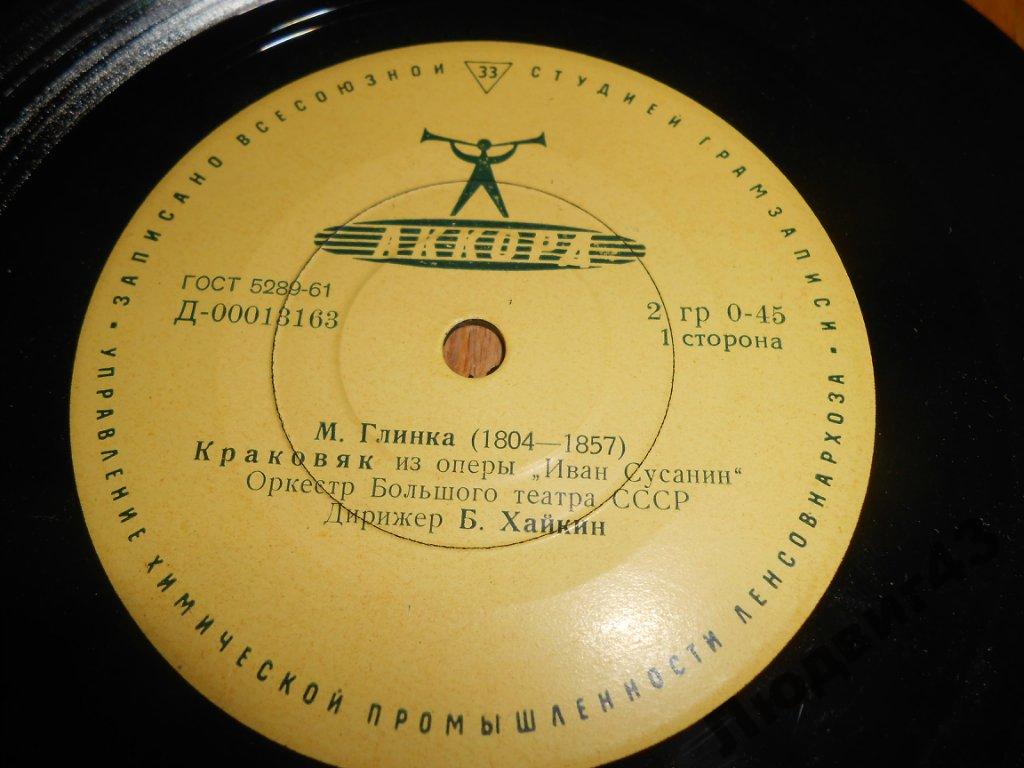 ЗАПИСАНО ВСЕСОЮЗНОЙ 33 СТУДИЕЙ ГРАМЗАПИСИ •
АККОРД
ГОСТ 5289-61
Д-00013163
2 гр 0-45
1 сторона
М. Глинка (1804—1857)
Краковяк из оперы „Иван Сусанин“
Оркестр Большого театра СССР
Дирижер Б. Хайкин
• УПРАВЛЕНИЕ ХИМИЧЕСКОЙ ПРОМЫШЛЕННОСТИ ЛЕНСОВНАРХОЗА
Людвиг43